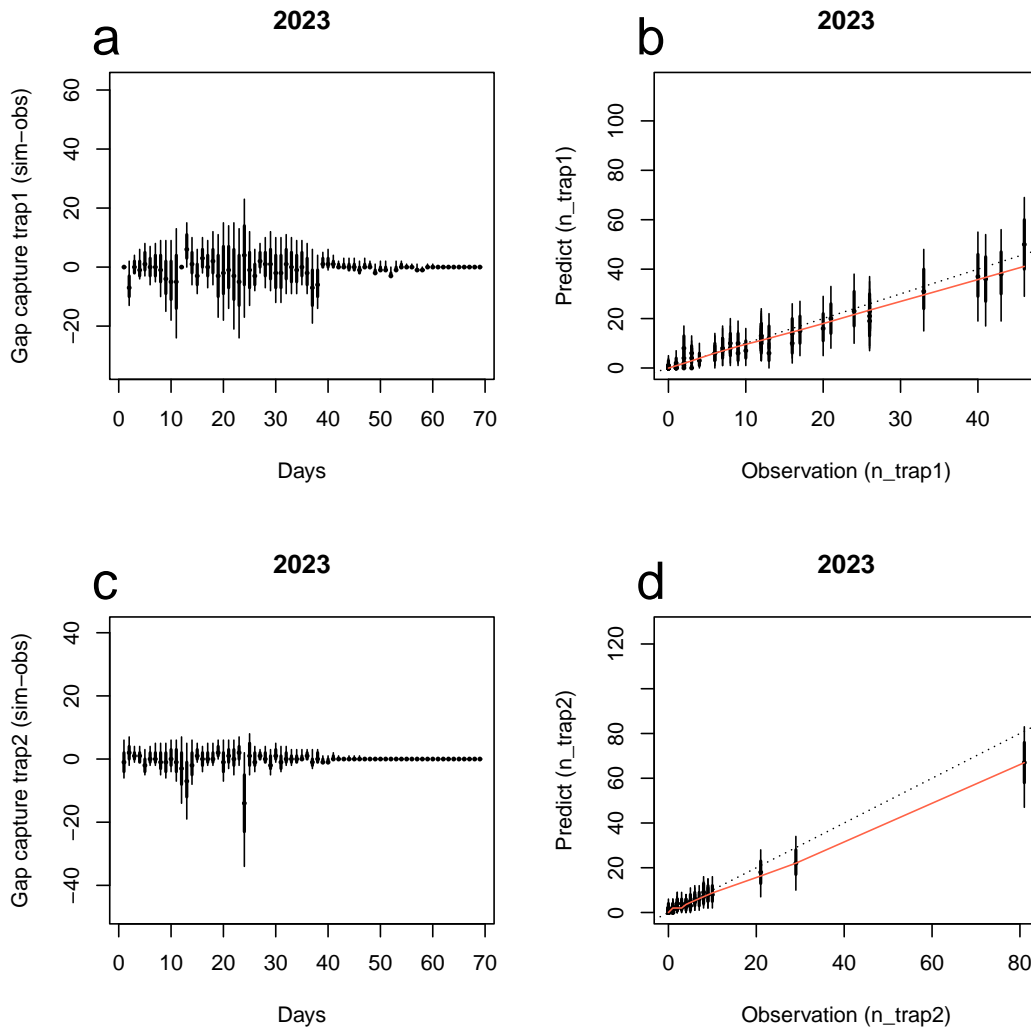 a
2023
Gap capture trap1 (sim−obs)
60
40
20
0
−20
0 10 20 30 40 50 60 70
Days
b
2023
Predict (n_trap1)
100
80
60
40
20
0
0 10 20 30 40
Observation (n_trap1)
c
2023
Gap capture trap2 (sim−obs)
40
20
0
−20
−40
0 10 20 30 40 50 60 70
Days
d
2023
Predict (n_trap2)
120
80
60
40
20
0
0 20 40 60 80
Observation (n_trap2)